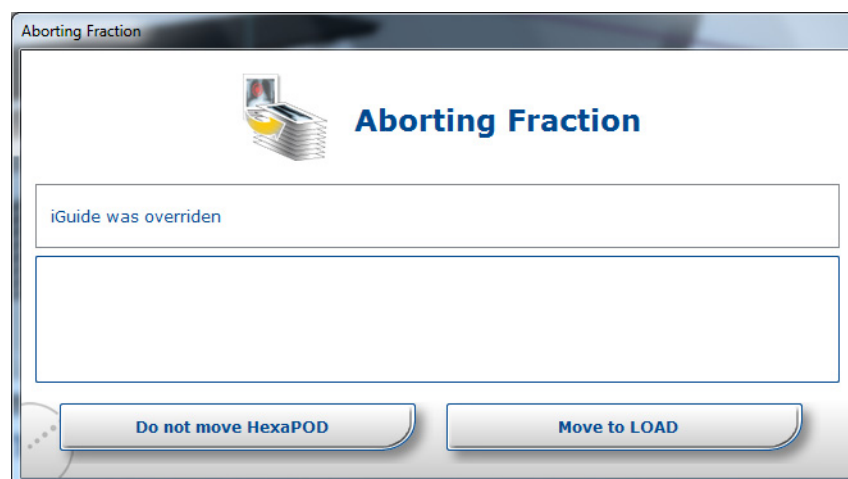 Aborting Fraction
Aborting Fraction
iGuide was overriden
Do not move HexaPOD
Move to LOAD